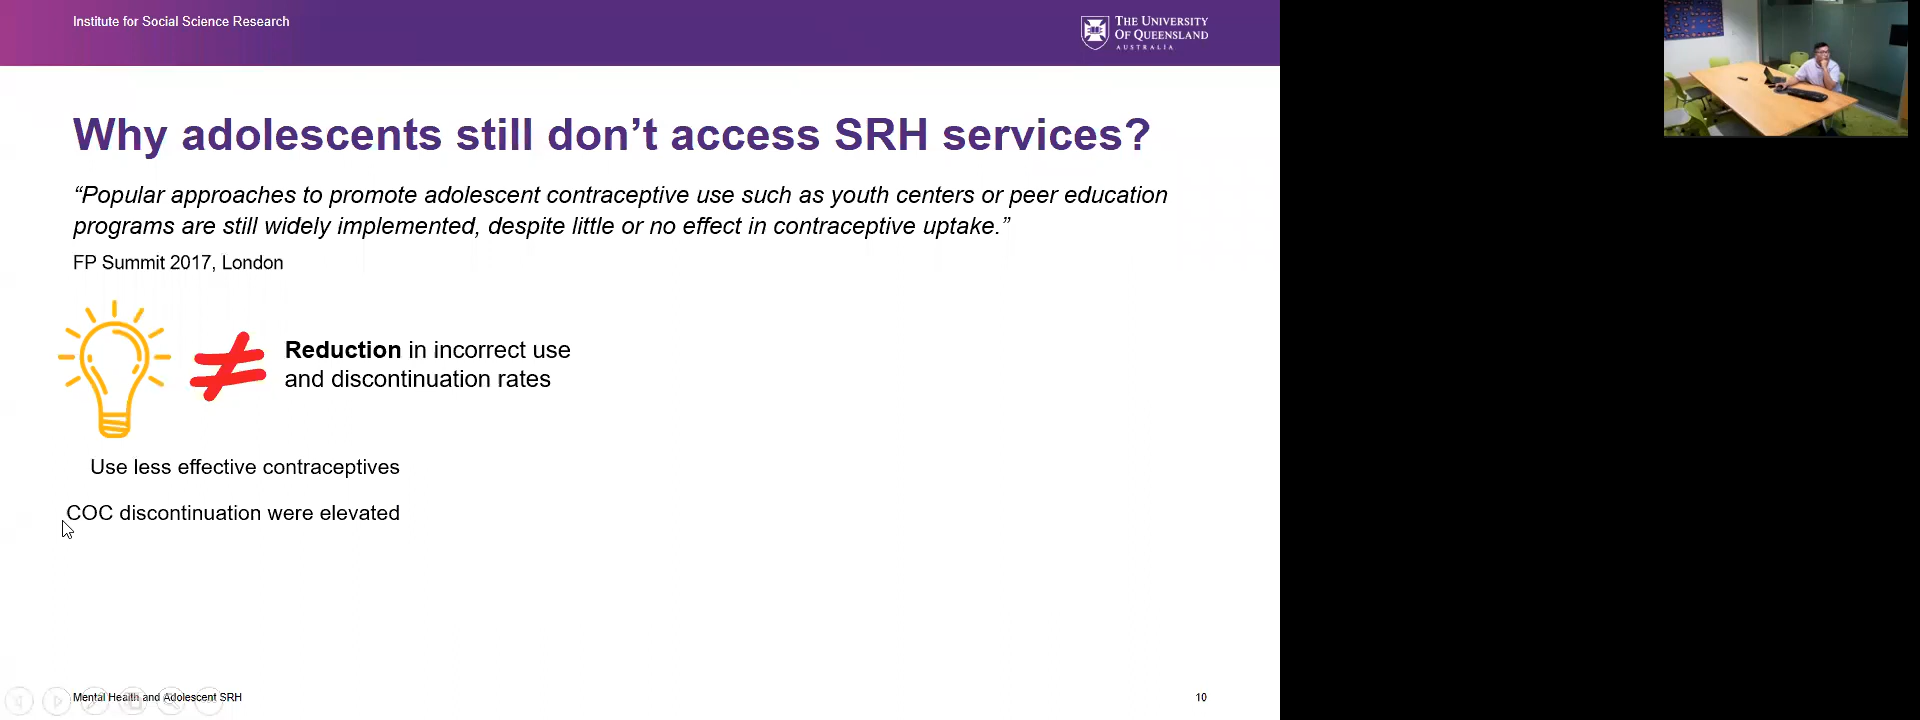 Institute for Social Science Research
THE UNIVERSITY
OF QUEENSLAND
AUSTRALIA
Why adolescents still don’t access SRH services?
“Popular approaches to promote adolescent contraceptive use such as youth centers or peer education
programs are still widely implemented, despite little or no effect in contraceptive uptake.”
FP Summit 2017, London
Reduction in incorrect use
and discontinuation rates
Use less effective contraceptives
COC discontinuation were elevated
Mental Health and Adolescent SRH
10